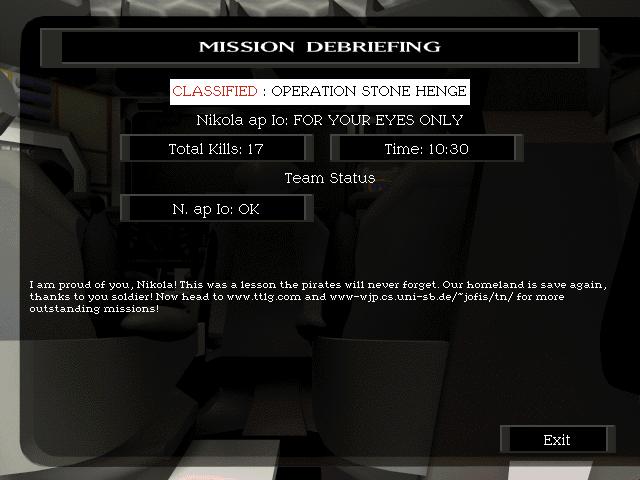 MISSION DEBRIEFING
CLASSIFIED : OPERATION STONE HENGE
Nikola ap Io: FOR YOUR EYES ONLY
Total Kills: 17
Time: 10:30
Team Status
N. ap Io: OK
I am proud of you, Nikola! This was a lesson the pirates will never forget. Our homeland is save again,
thanks to you soldier! Now head to www.ttlg.com and www-wjp.cs.uni-sb.de/~jofis/tn/ for more
outstanding missions!
Exit